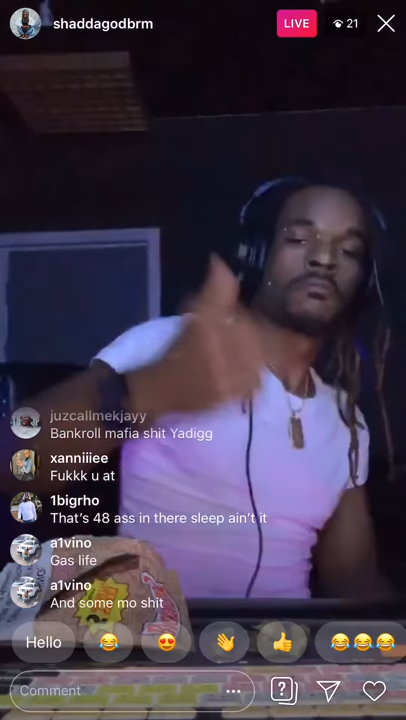 shaddagodbrm
LIVE
21
juzcallmekjayy
Bankroll mafia shit Yadigg
xanniiiee
Fukkk u at
1bigrho
That's 48 ass in there sleep ain't it
a1vino
Gas life
a1vino
And some mo shit
Hello
Comment